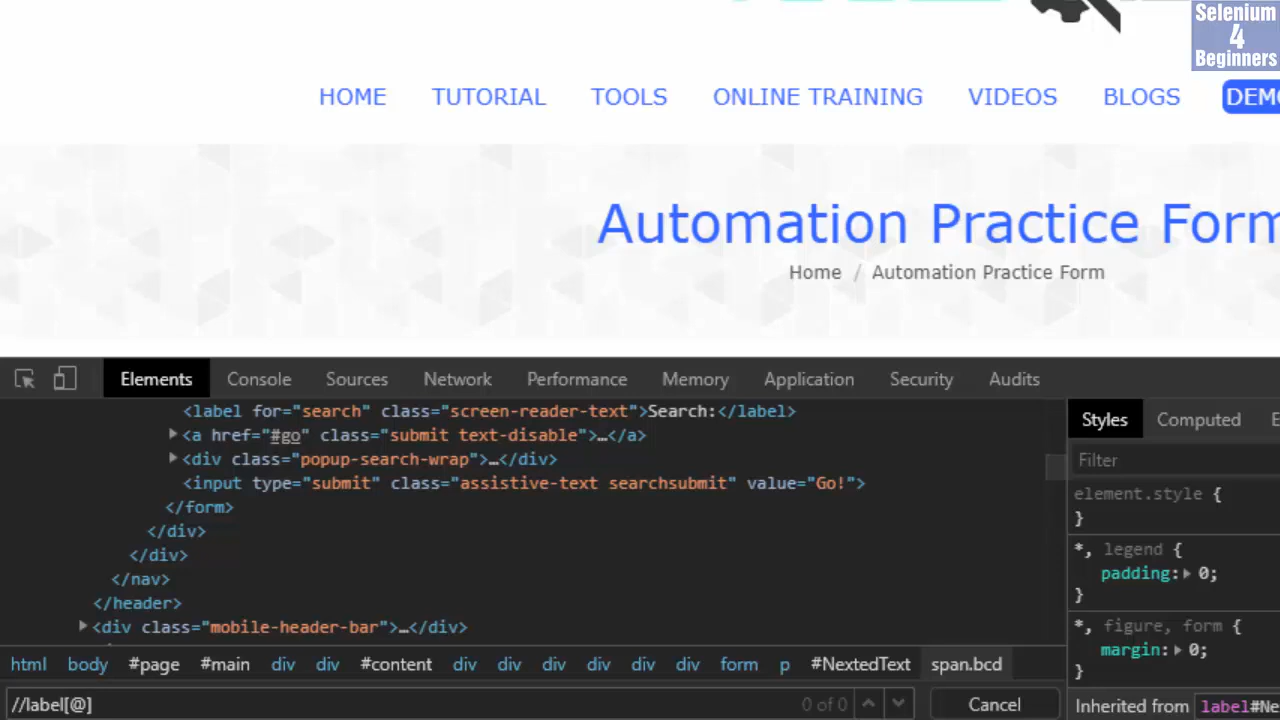 Selenium
4
Beginners
HOME TUTORIAL TOOLS ONLINE TRAINING VIDEOS BLOGS DEMO
Automation Practice Form
Home / Automation Practice Form
Elements Console Sources Network Performance Memory Application Security Audits
<label for="search" class="screen-reader-text">Search:</label>
<a href="#go" class="submit text-disable">…</a>
<div class="popup-search-wrap">…</div>
<input type="submit" class="assistive-text searchsubmit" value="Go!">
</form>
</div>
</div>
</nav>
</header>
<div class="mobile-header-bar">…</div>
html body #page #main div div #content div div div div div div form p #NextedText span.bcd
//label[@] 0 of 0 Cancel
Styles Computed E
Filter
element.style {
}
*, legend {
padding: 0;
}
*, figure, form {
margin: 0;
}
Inherited from label#Ne